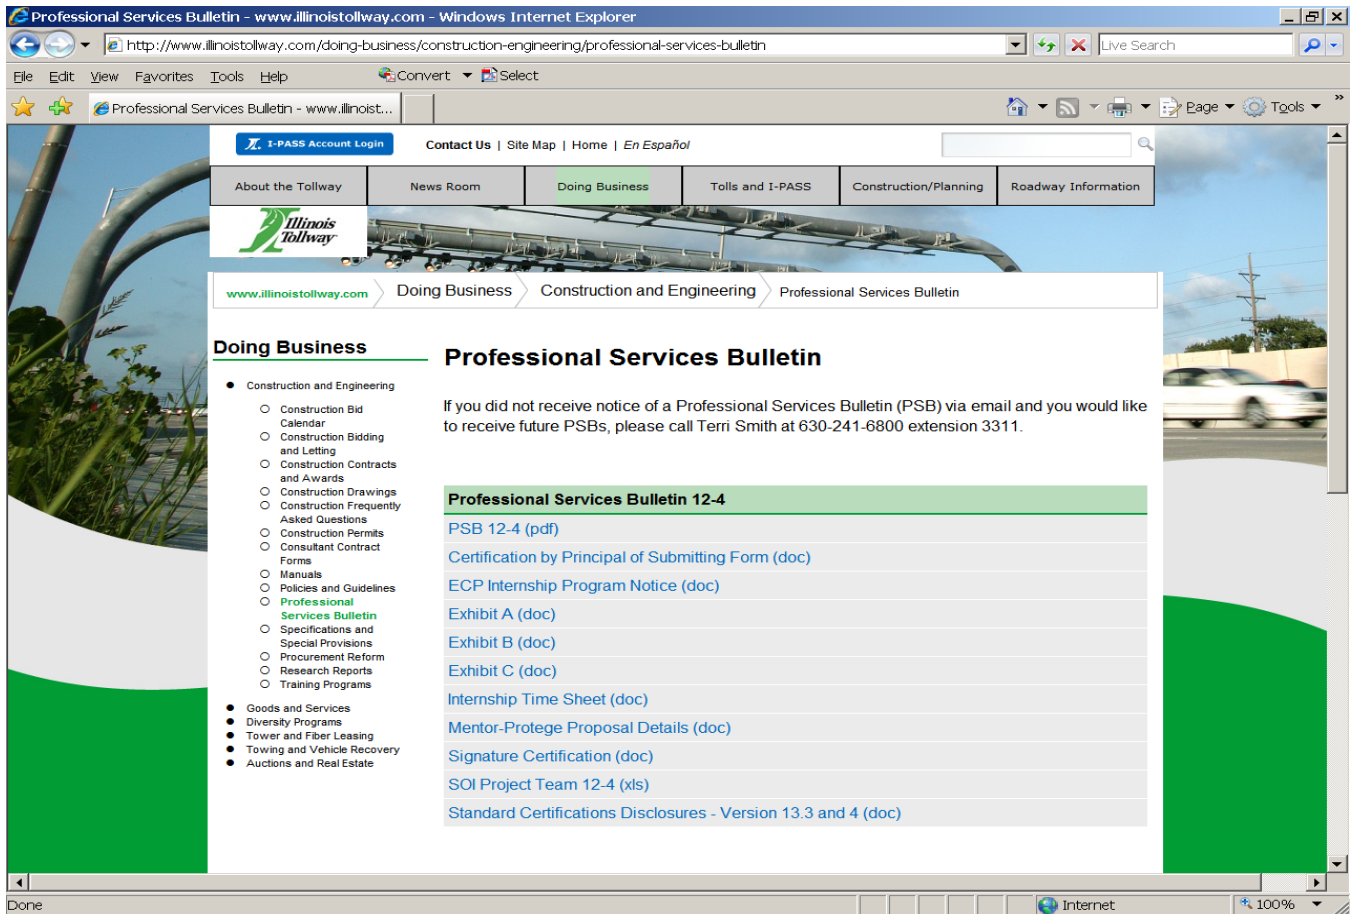 Professional Services Bulletin - www.illinoistollway.com - Windows Internet Explorer
http://www.illinoistollway.com/doing-business/construction-engineering/professional-services-bulletin
Live Search
File Edit View Favorites Tools Help Convert Select
Professional Services Bulletin - www.illinoist...
Page Tools
I-PASS Account Login Contact Us | Site Map | Home | En Español
About the Tollway News Room Doing Business Tolls and I-PASS Construction/Planning Roadway Information
Illinois
Tollway
www.illinoistollway.com Doing Business Construction and Engineering Professional Services Bulletin
Doing Business
Construction and Engineering
Construction Bid
Calendar
Construction Bidding
and Letting
Construction Contracts
and Awards
Construction Drawings
Construction Frequently
Asked Questions
Construction Permits
Consultant Contract
Forms
Manuals
Policies and Guidelines
Professional
Services Bulletin
Specifications and
Special Provisions
Procurement Reform
Research Reports
Training Programs
Goods and Services
Diversity Programs
Tower and Fiber Leasing
Towing and Vehicle Recovery
Auctions and Real Estate
Professional Services Bulletin
If you did not receive notice of a Professional Services Bulletin (PSB) via email and you would like
to receive future PSBs, please call Terri Smith at 630-241-6800 extension 3311.
Professional Services Bulletin 12-4
PSB 12-4 (pdf)
Certification by Principal of Submitting Form (doc)
ECP Internship Program Notice (doc)
Exhibit A (doc)
Exhibit B (doc)
Exhibit C (doc)
Internship Time Sheet (doc)
Mentor-Protege Proposal Details (doc)
Signature Certification (doc)
SOI Project Team 12-4 (xls)
Standard Certifications Disclosures - Version 13.3 and 4 (doc)
Done Internet 100%